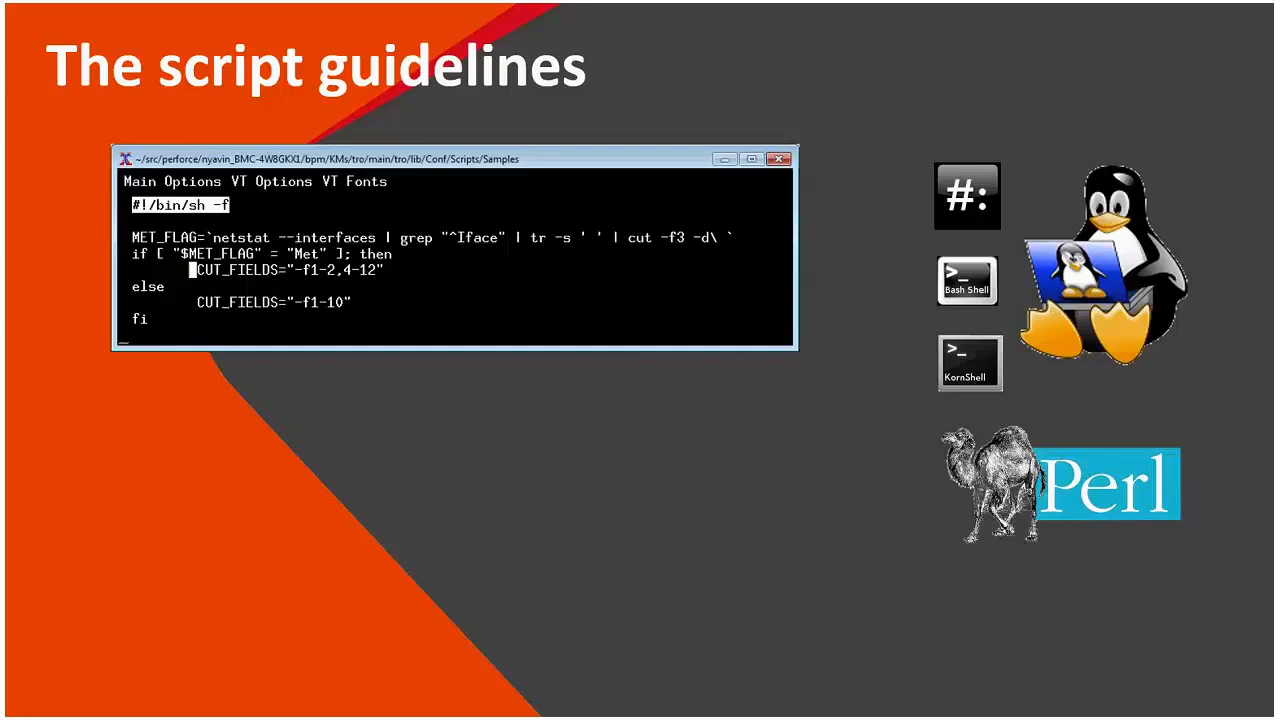 The script guidelines
~/src/perforce/nyavin_BMC-4W8GKX1/bpm/KMs/tro/main/tro/lib/Conf/Scripts/Samples
Main Options VT Options VT Fonts
#!/bin/sh -f
MET_FLAG=`netstat --interfaces | grep "^Iface" | tr -s ' ' | cut -f3 -d\ `
if [ "$MET_FLAG" = "Met" ]; then
CUT_FIELDS="-f1-2,4-12"
else
CUT_FIELDS="-f1-10"
fi
~
#:
>_
Bash Shell
>_
KornShell
Perl